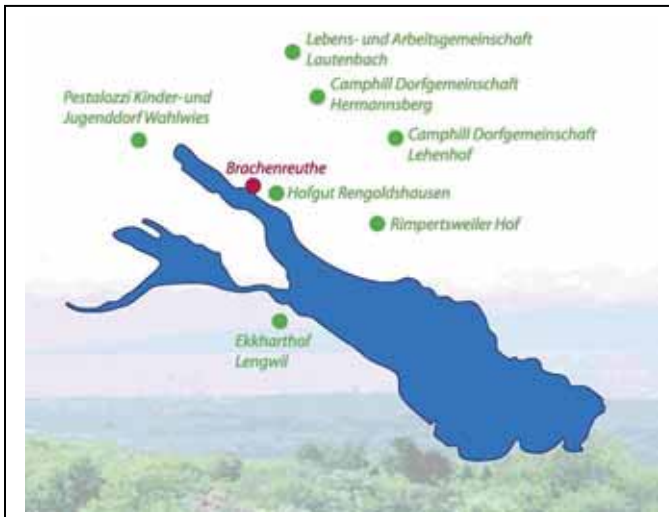 Lebens- und Arbeitsgemeinschaft
Lautenbach
Camphill Dorfgemeinschaft
Hermannsberg
Pestalozzi Kinder-und
Jugenddorf Wahlwies
Camphill Dorfgemeinschaft
Lehenhof
Brachenreuthe
Hofgut Rengoldshausen
Rimpertsweiler Hof
Ekkharthof
Lengwil